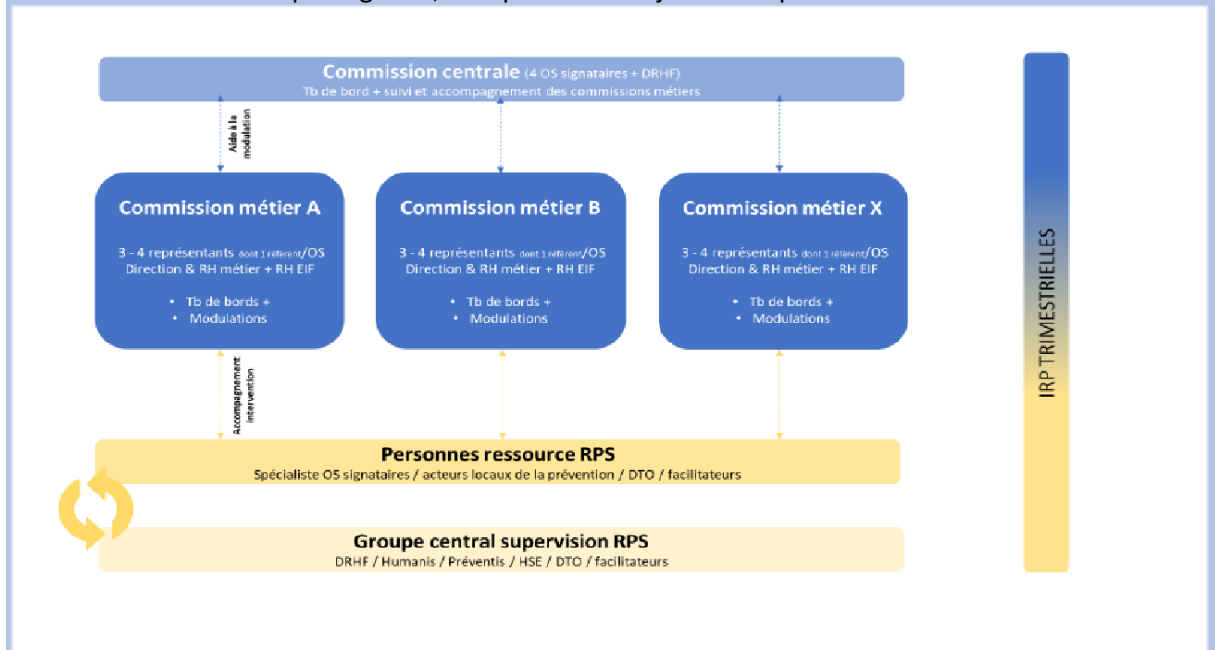 Commission centrale (4 OS signataires + DRHF)
Tb de bord + suivi et accompagnement des commissions métiers
Aide à la
modulation
Commission métier A
3 - 4 représentants dont 1 référent/OS
Direction & RH métier + RH EIF
• Tb de bords +
• Modulations
Commission métier B
3 - 4 représentants dont 1 référent/OS
Direction & RH métier + RH EIF
• Tb de bords +
• Modulations
Commission métier X
3 - 4 représentants dont 1 référent/OS
Direction & RH métier + RH EIF
• Tb de bords +
• Modulations
Accompagnement
intervention
Personnes ressource RPS
Spécialiste OS signataires / acteurs locaux de la prévention / DTO / facilitateurs
Groupe central supervision RPS
DRHF / Humanis / Préventis / HSE / DTO / facilitateurs
IRP TRIMESTRIELLES